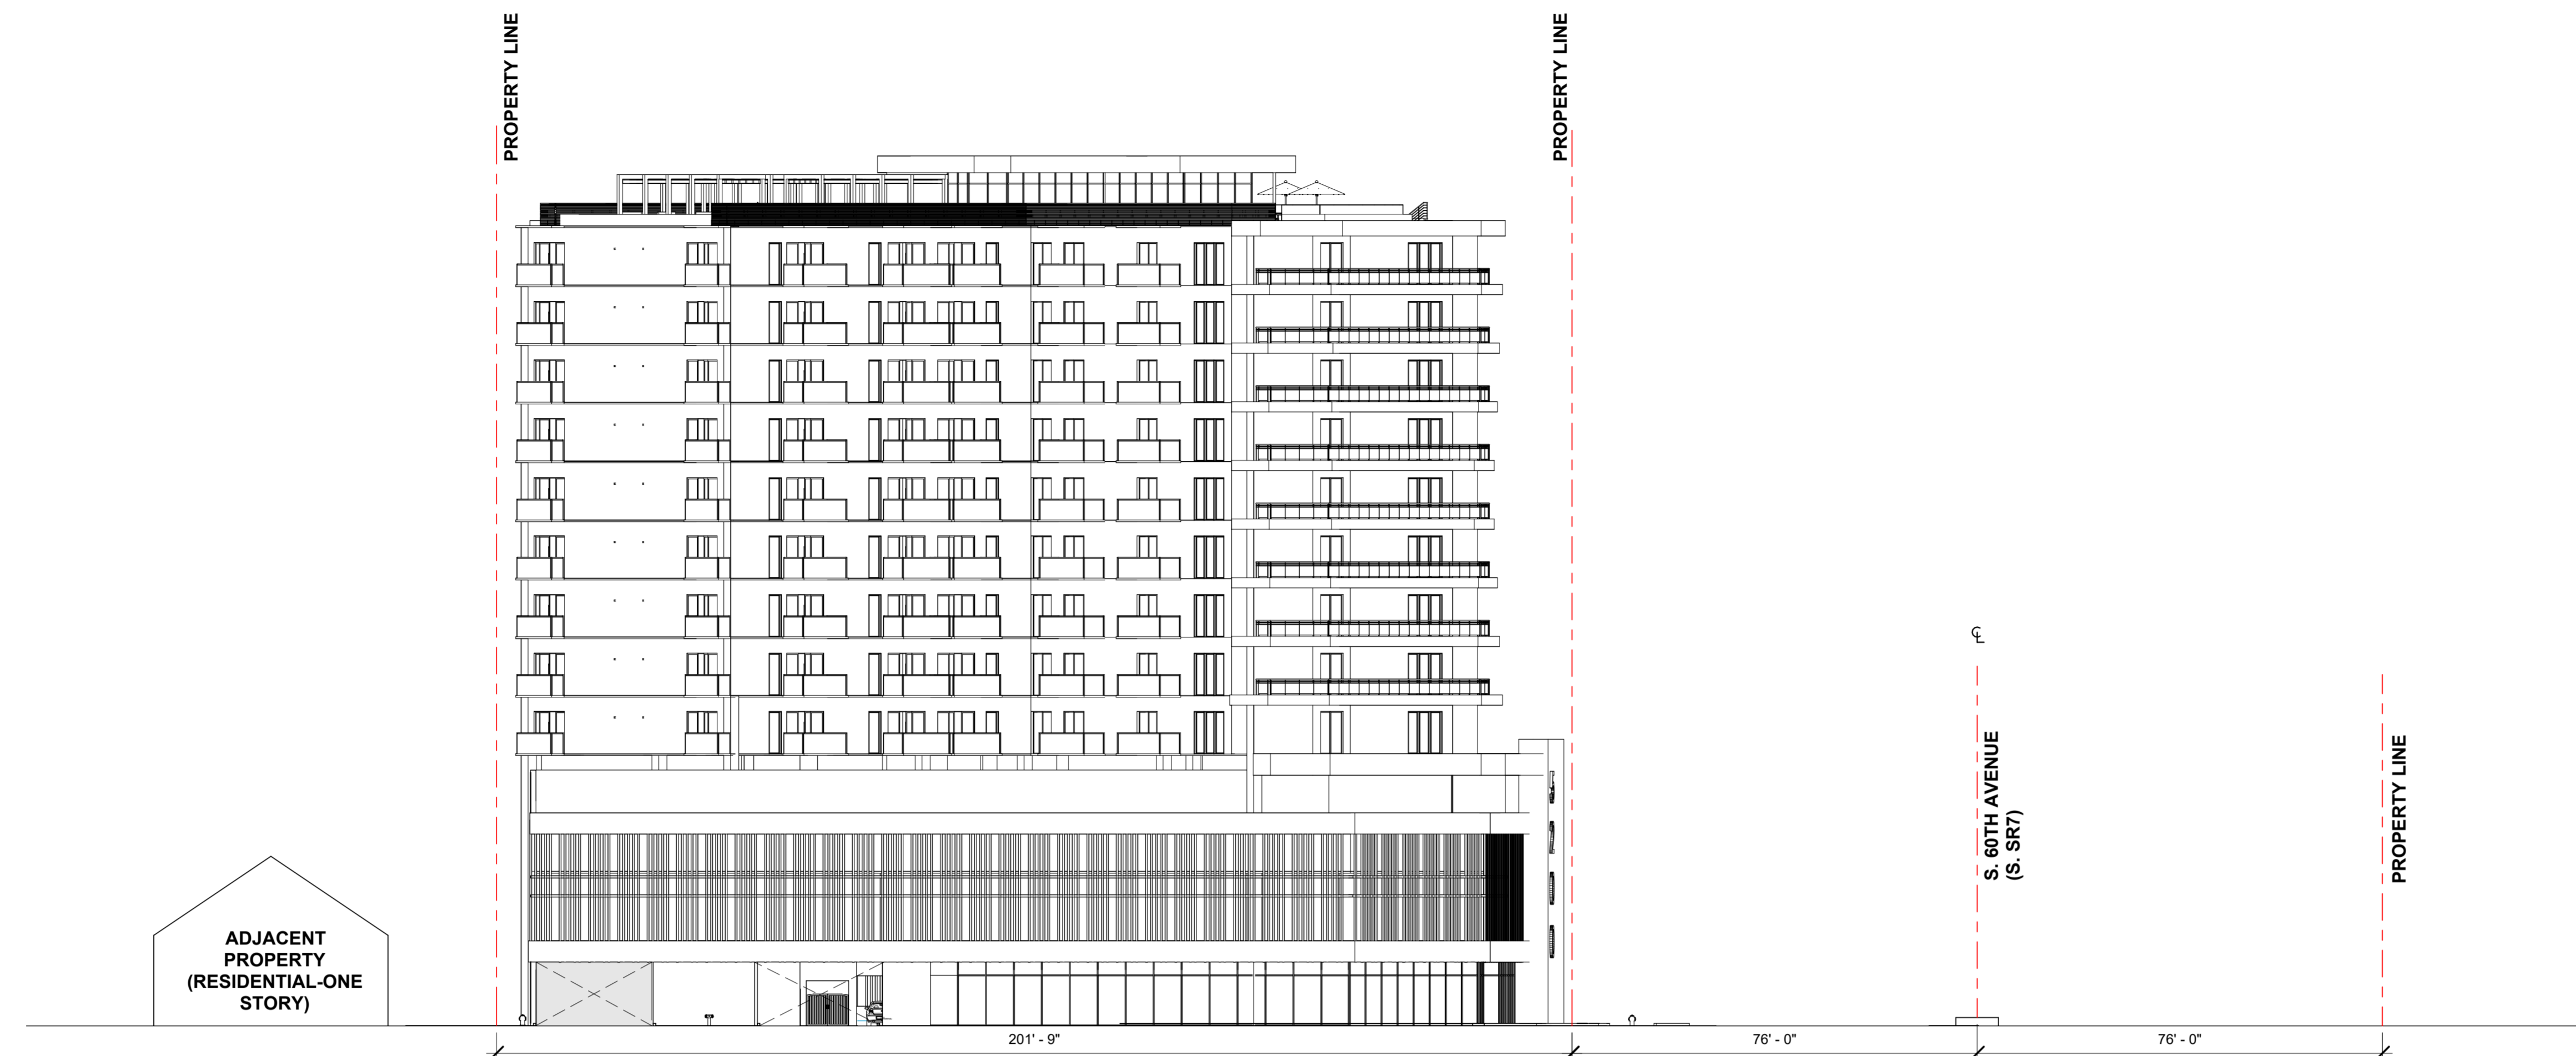 PROPERTY LINE
PROPERTY LINE
℄
S. 60TH AVENUE
(S. SR7)
PROPERTY LINE
ADJACENT
PROPERTY
(RESIDENTIAL-ONE
STORY)
201' - 9"
76' - 0"
76' - 0"